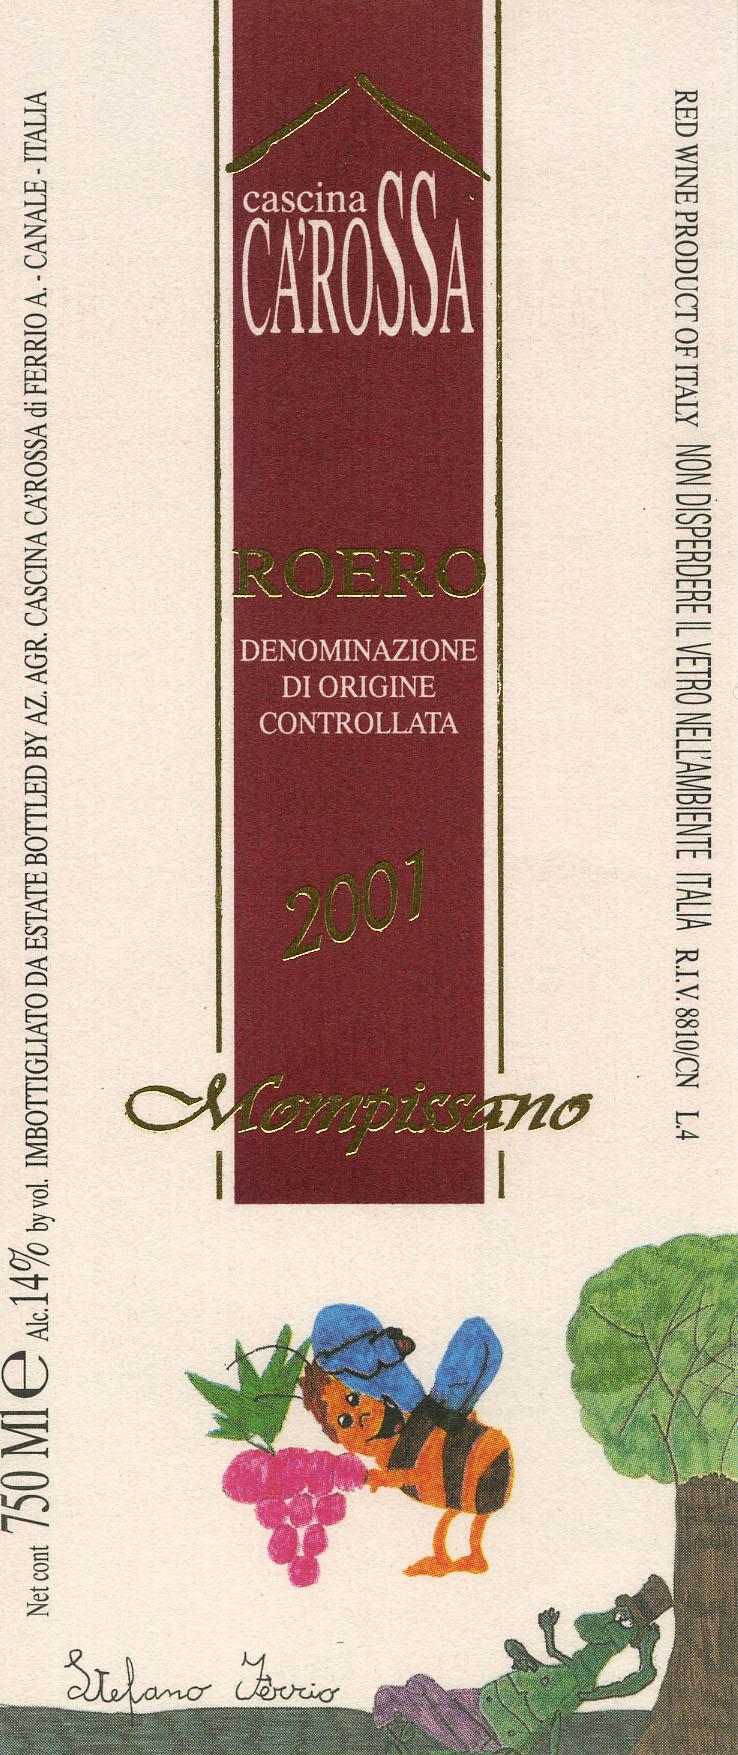 cascina
CA'ROSSA
ROERO
DENOMINAZIONE
DI ORIGINE
CONTROLLATA
2001
Mompissano
Net cont 750 Ml e Alc.14% by vol. IMBOTTIGLIATO DA ESTATE BOTTLED BY AZ. AGR. CASCINA CA'ROSSA di FERRIO A. - CANALE - ITALIA
RED WINE PRODUCT OF ITALY NON DISPERDERE IL VETRO NELL'AMBIENTE ITALIA R.I.V. 8810/CN L.4
Stefano Ferrio